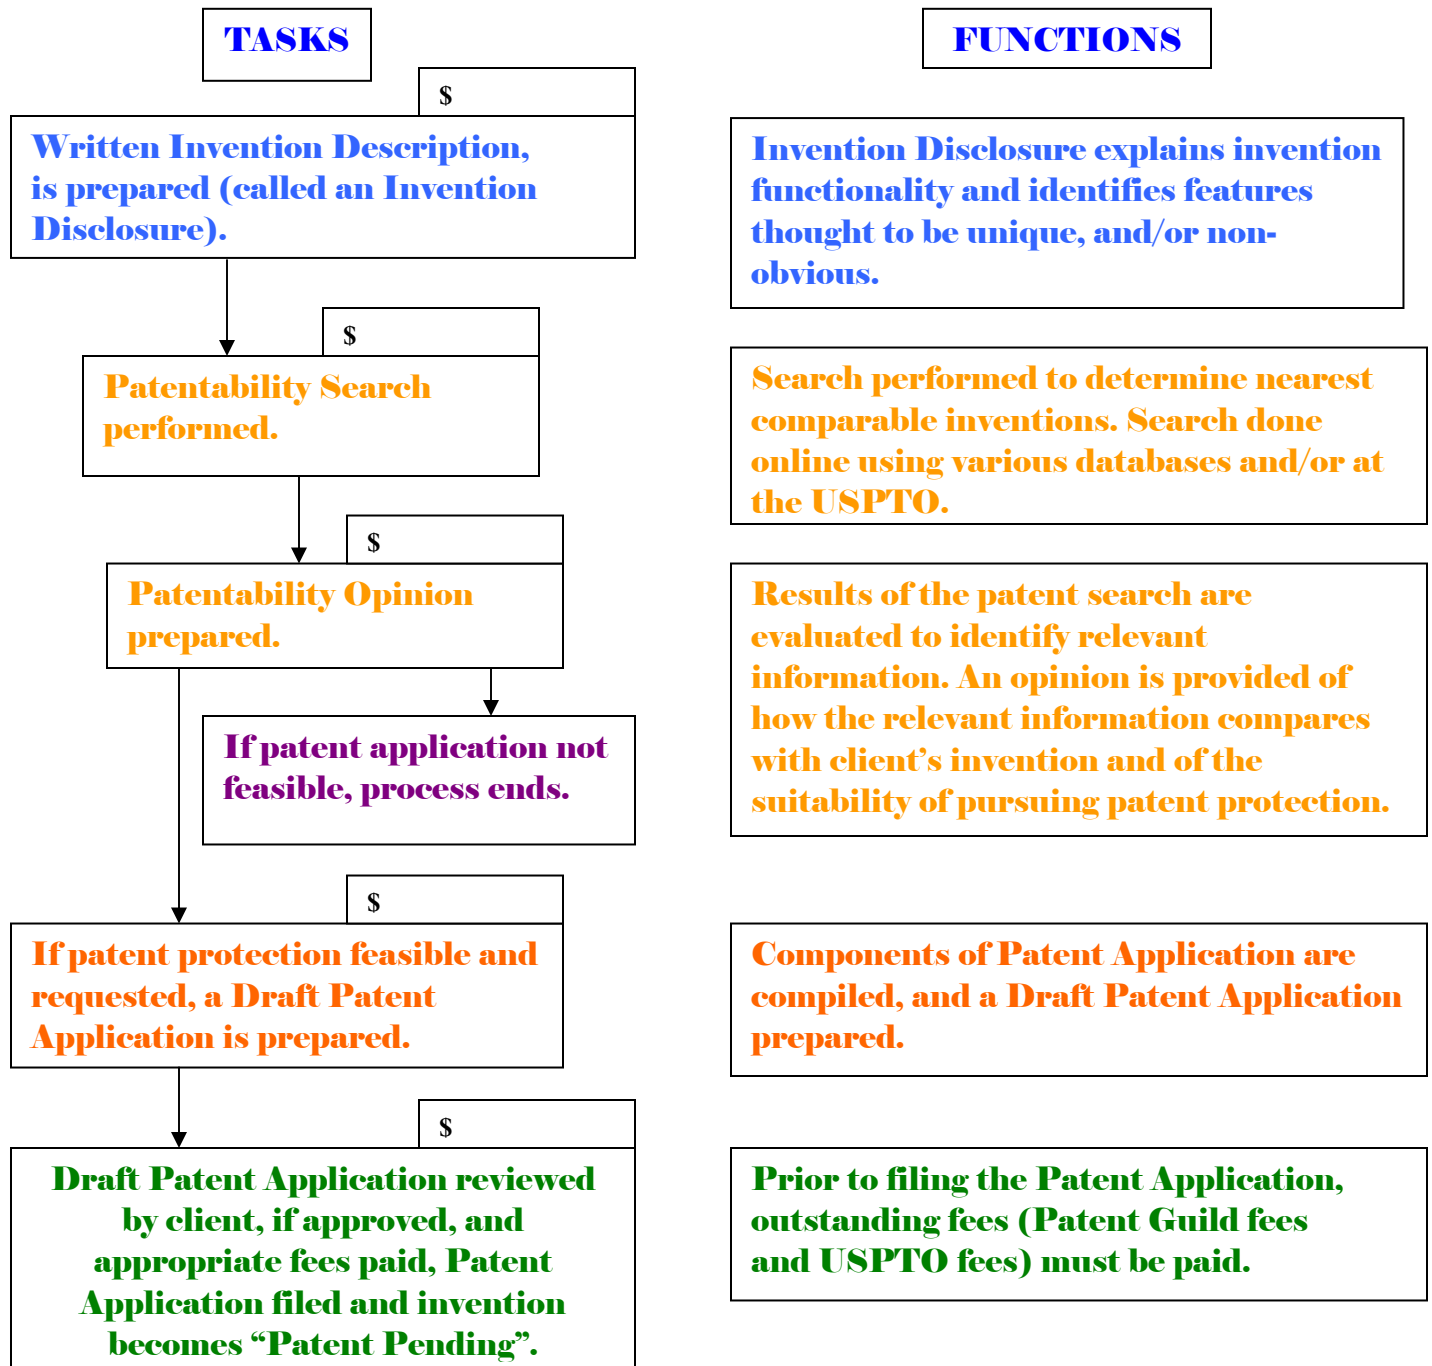 TASKS
FUNCTIONS
$
Written Invention Description,
is prepared (called an Invention
Disclosure).
Invention Disclosure explains invention
functionality and identifies features
thought to be unique, and/or non-
obvious.
$
Patentability Search
performed.
Search performed to determine nearest
comparable inventions. Search done
online using various databases and/or at
the USPTO.
$
Patentability Opinion
prepared.
Results of the patent search are
evaluated to identify relevant
information. An opinion is provided of
how the relevant information compares
with client’s invention and of the
suitability of pursuing patent protection.
If patent application not
feasible, process ends.
$
If patent protection feasible and
requested, a Draft Patent
Application is prepared.
Components of Patent Application are
compiled, and a Draft Patent Application
prepared.
$
Draft Patent Application reviewed
by client, if approved, and
appropriate fees paid, Patent
Application filed and invention
becomes “Patent Pending”.
Prior to filing the Patent Application,
outstanding fees (Patent Guild fees
and USPTO fees) must be paid.